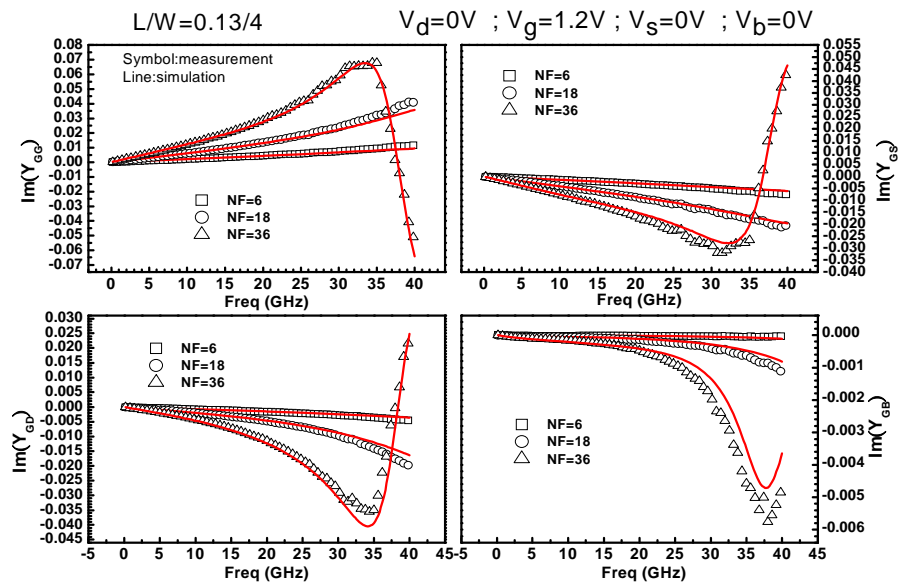 L/W=0.13/4 V_d=0V ; V_g=1.2V ; V_s=0V ; V_b=0V
Symbol:measurement
Line:simulation
NF=6
NF=18
NF=36
Im(Y_GG)
0.08
0.07
0.06
0.05
0.04
0.03
0.02
0.01
0.00
-0.01
-0.02
-0.03
-0.04
-0.05
-0.06
-0.07
0 5 10 15 20 25 30 35 40
Freq (GHz)
NF=6
NF=18
NF=36
Im(Y_GS)
0.055
0.050
0.045
0.040
0.035
0.030
0.025
0.020
0.015
0.010
0.005
0.000
-0.005
-0.010
-0.015
-0.020
-0.025
-0.030
-0.035
-0.040
0 5 10 15 20 25 30 35 40
Freq (GHz)
NF=6
NF=18
NF=36
Im(Y_GD)
0.030
0.025
0.020
0.015
0.010
0.005
0.000
-0.005
-0.010
-0.015
-0.020
-0.025
-0.030
-0.035
-0.040
-0.045
-5 0 5 10 15 20 25 30 35 40 45
Freq (GHz)
NF=6
NF=18
NF=36
Im(Y_GB)
0.000
-0.001
-0.002
-0.003
-0.004
-0.005
-0.006
-5 0 5 10 15 20 25 30 35 40 45
Freq (GHz)